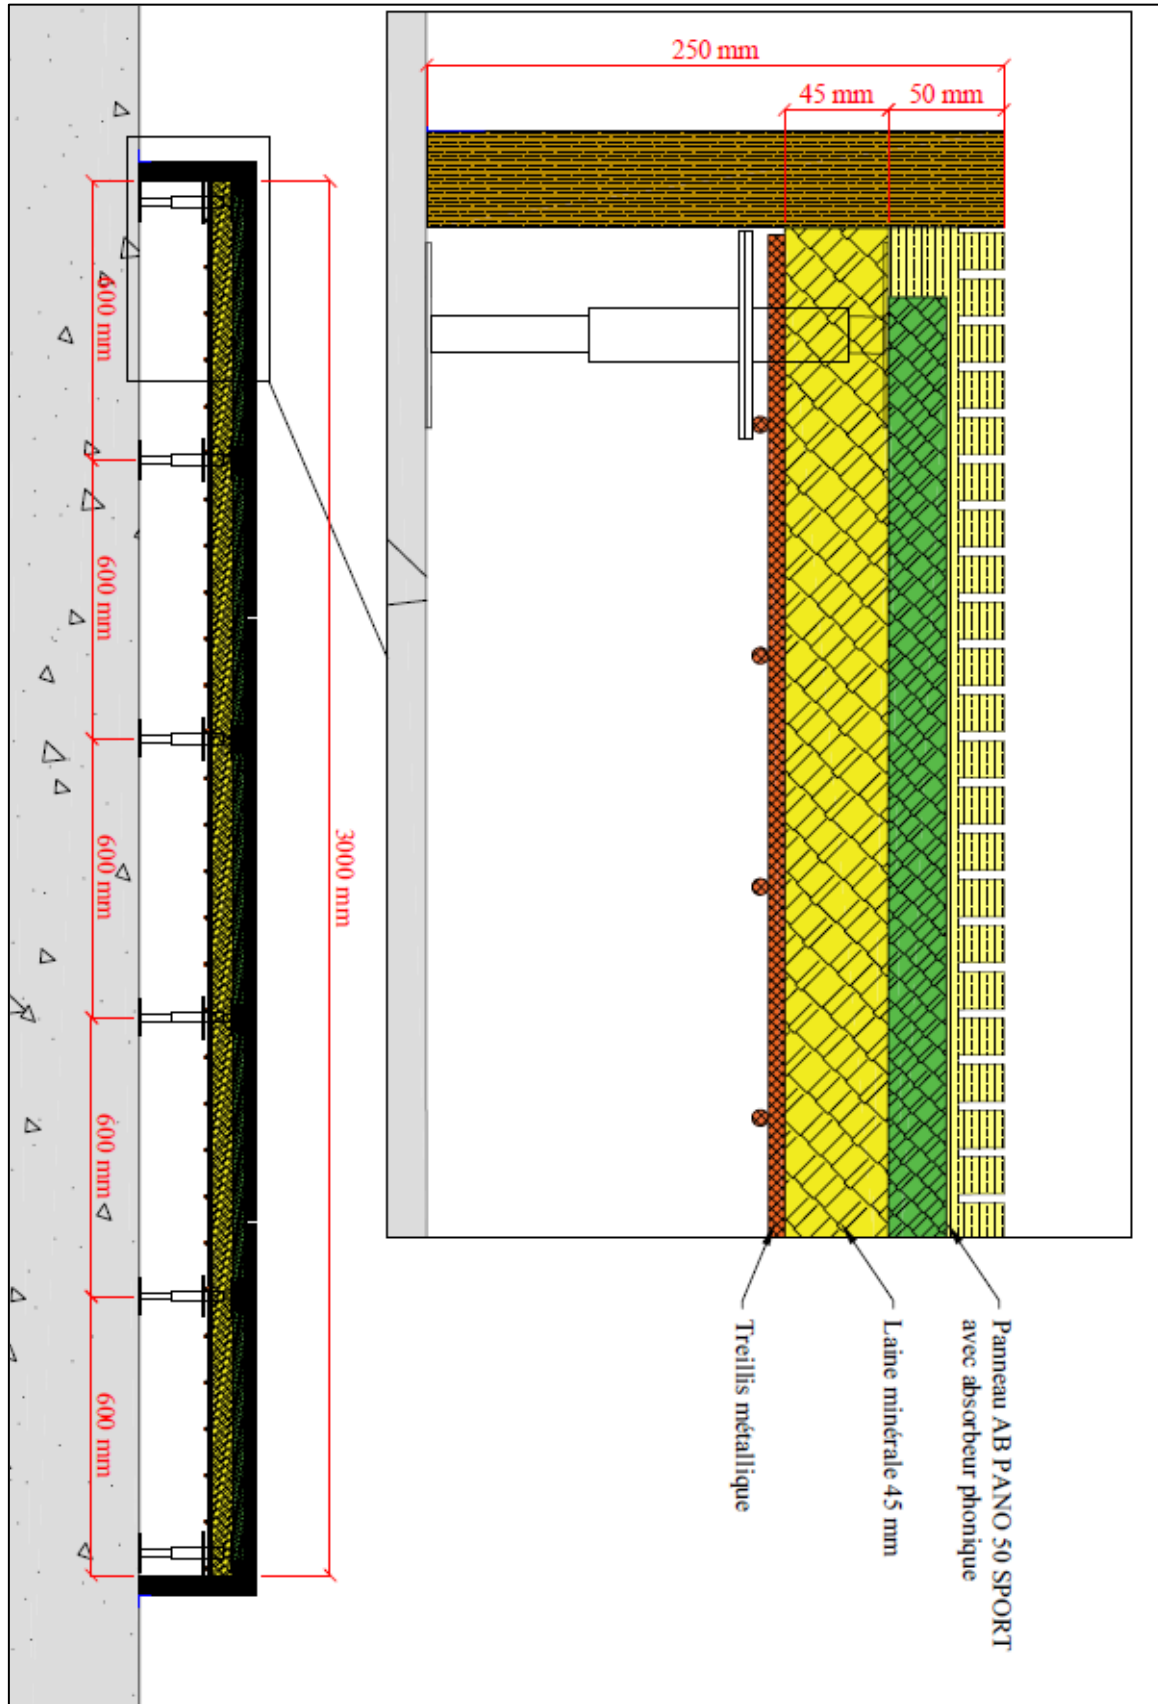 250 mm
45 mm
50 mm
600 mm
600 mm
600 mm
600 mm
600 mm
3000 mm
Panneau AB PANO 50 SPORT
avec absorbeur phonique
Laine minérale 45 mm
Treillis métallique